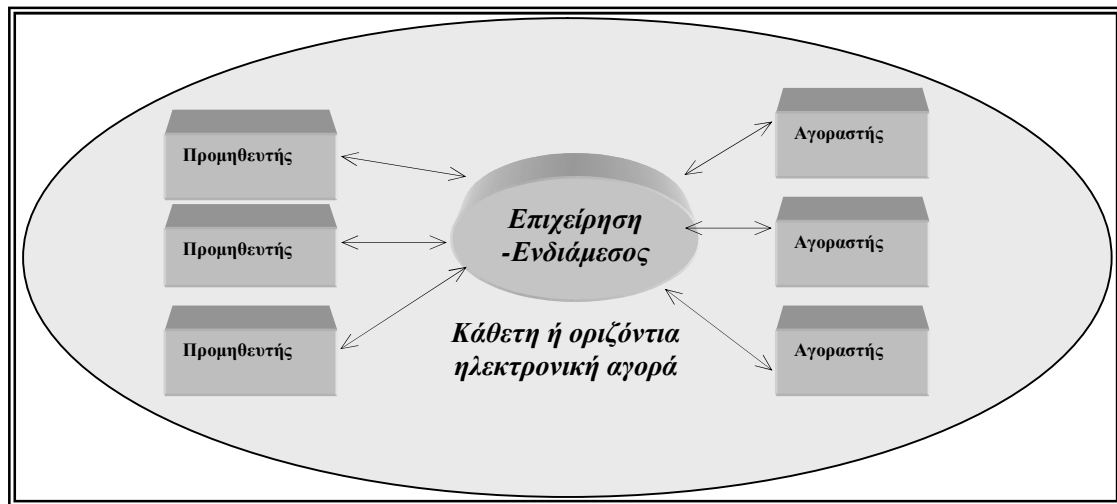 Προμηθευτής
Αγοραστής
Προμηθευτής
Επιχείρηση
-Ενδιάμεσος
Αγοραστής
Προμηθευτής
Κάθετη ή οριζόντια
ηλεκτρονική αγορά
Αγοραστής